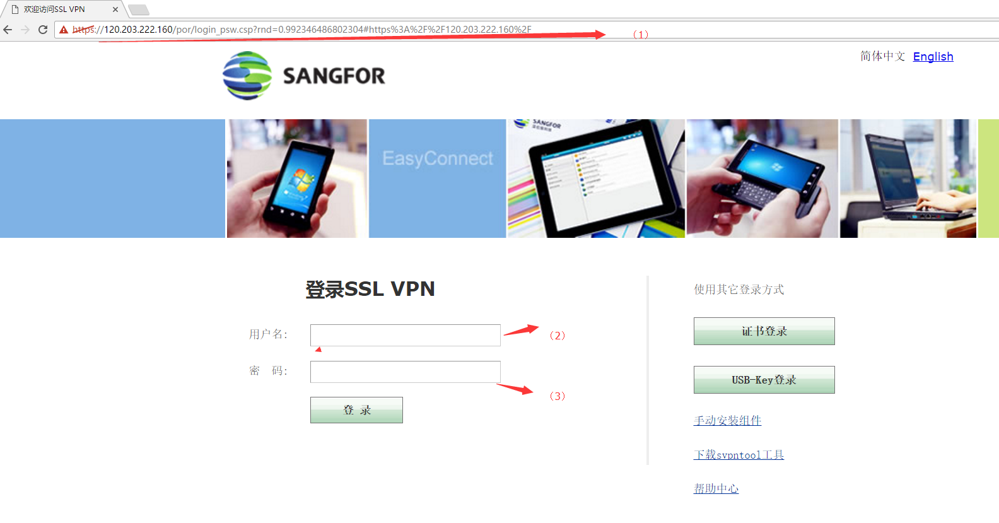 欢迎访问SSL VPN
https://120.203.222.160/por/login_psw.csp?rnd=0.992346486802304#https%3A%2F%2F120.203.222.160%2F
（1）
简体中文 English
SANGFOR
EasyConnect
SANGFOR
登录SSL VPN
使用其它登录方式
用户名：
（2）
证书登录
密 码：
USB-Key登录
（3）
登 录
手动安装组件
下载svpntool工具
帮助中心